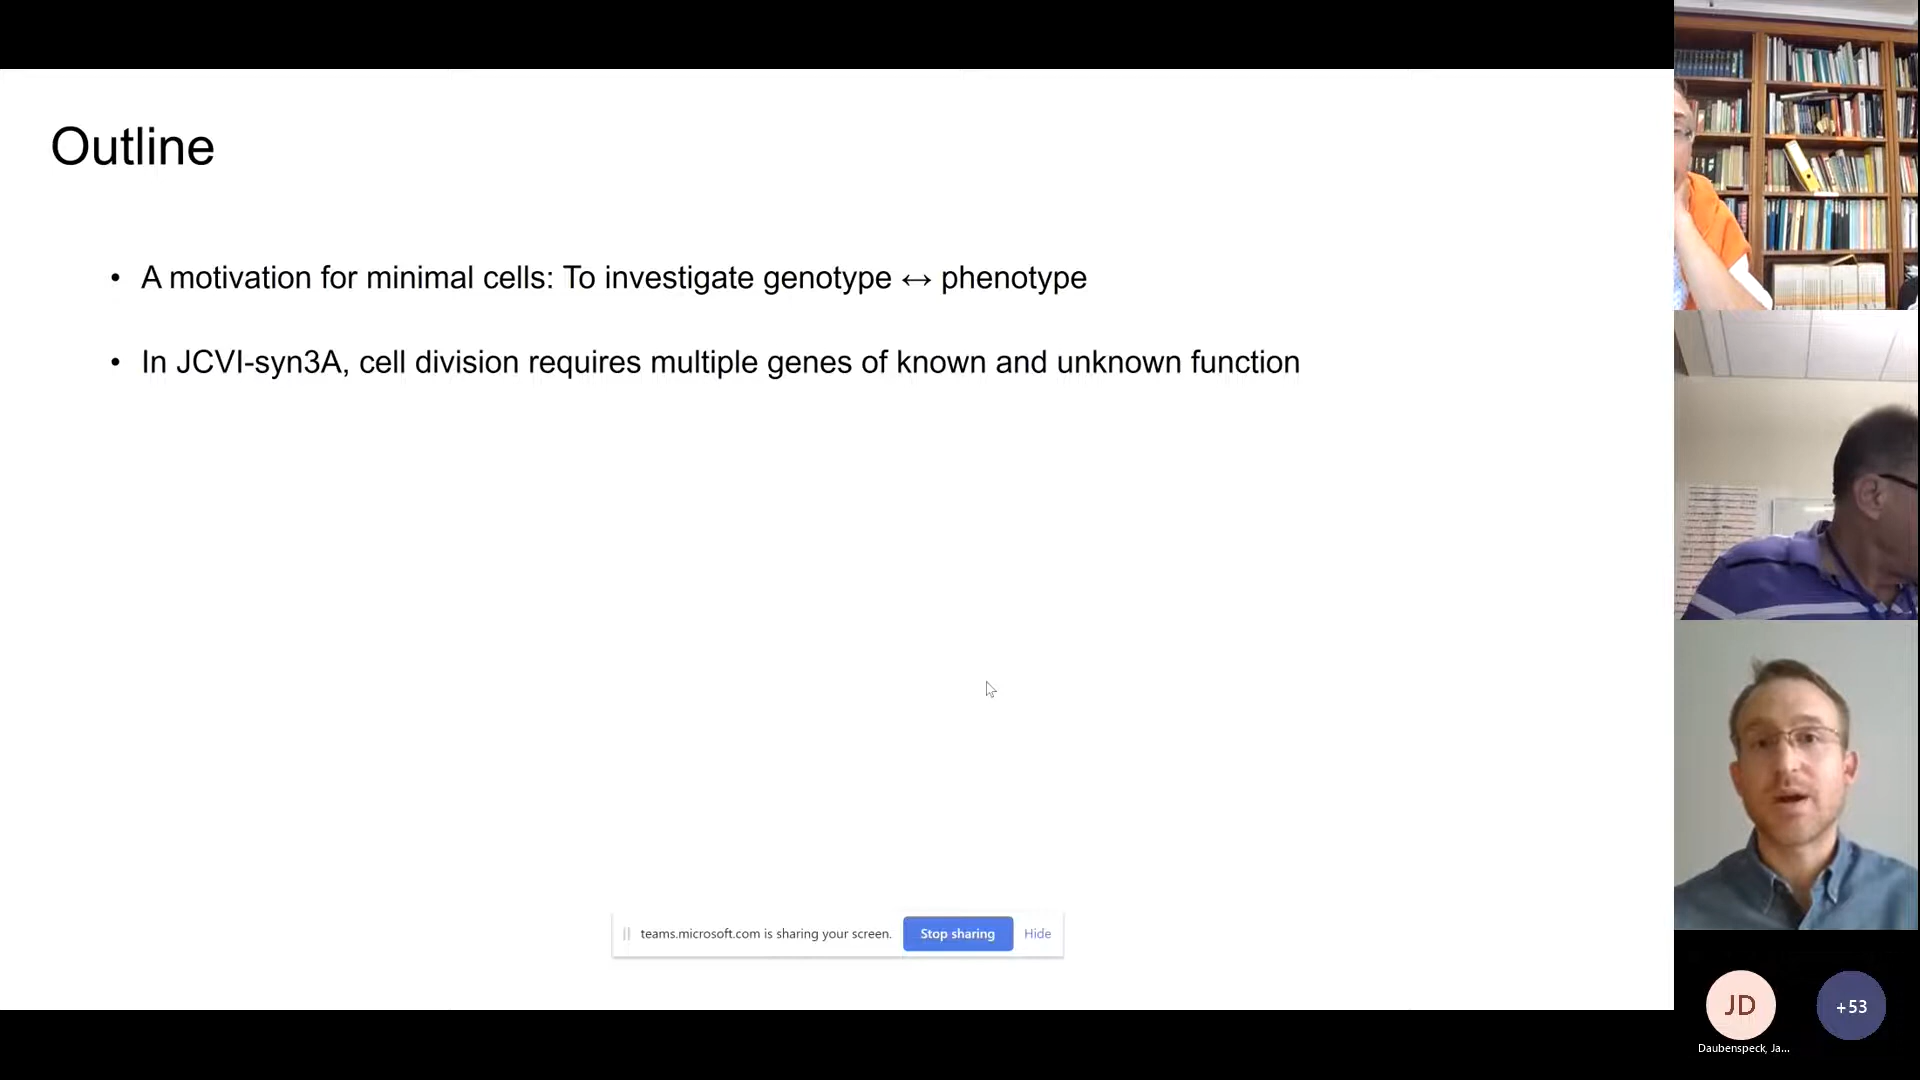 Outline
• A motivation for minimal cells: To investigate genotype ↔ phenotype
• In JCVI-syn3A, cell division requires multiple genes of known and unknown function
teams.microsoft.com is sharing your screen. Stop sharing Hide
JD +53
Daubenspeck, Ja...